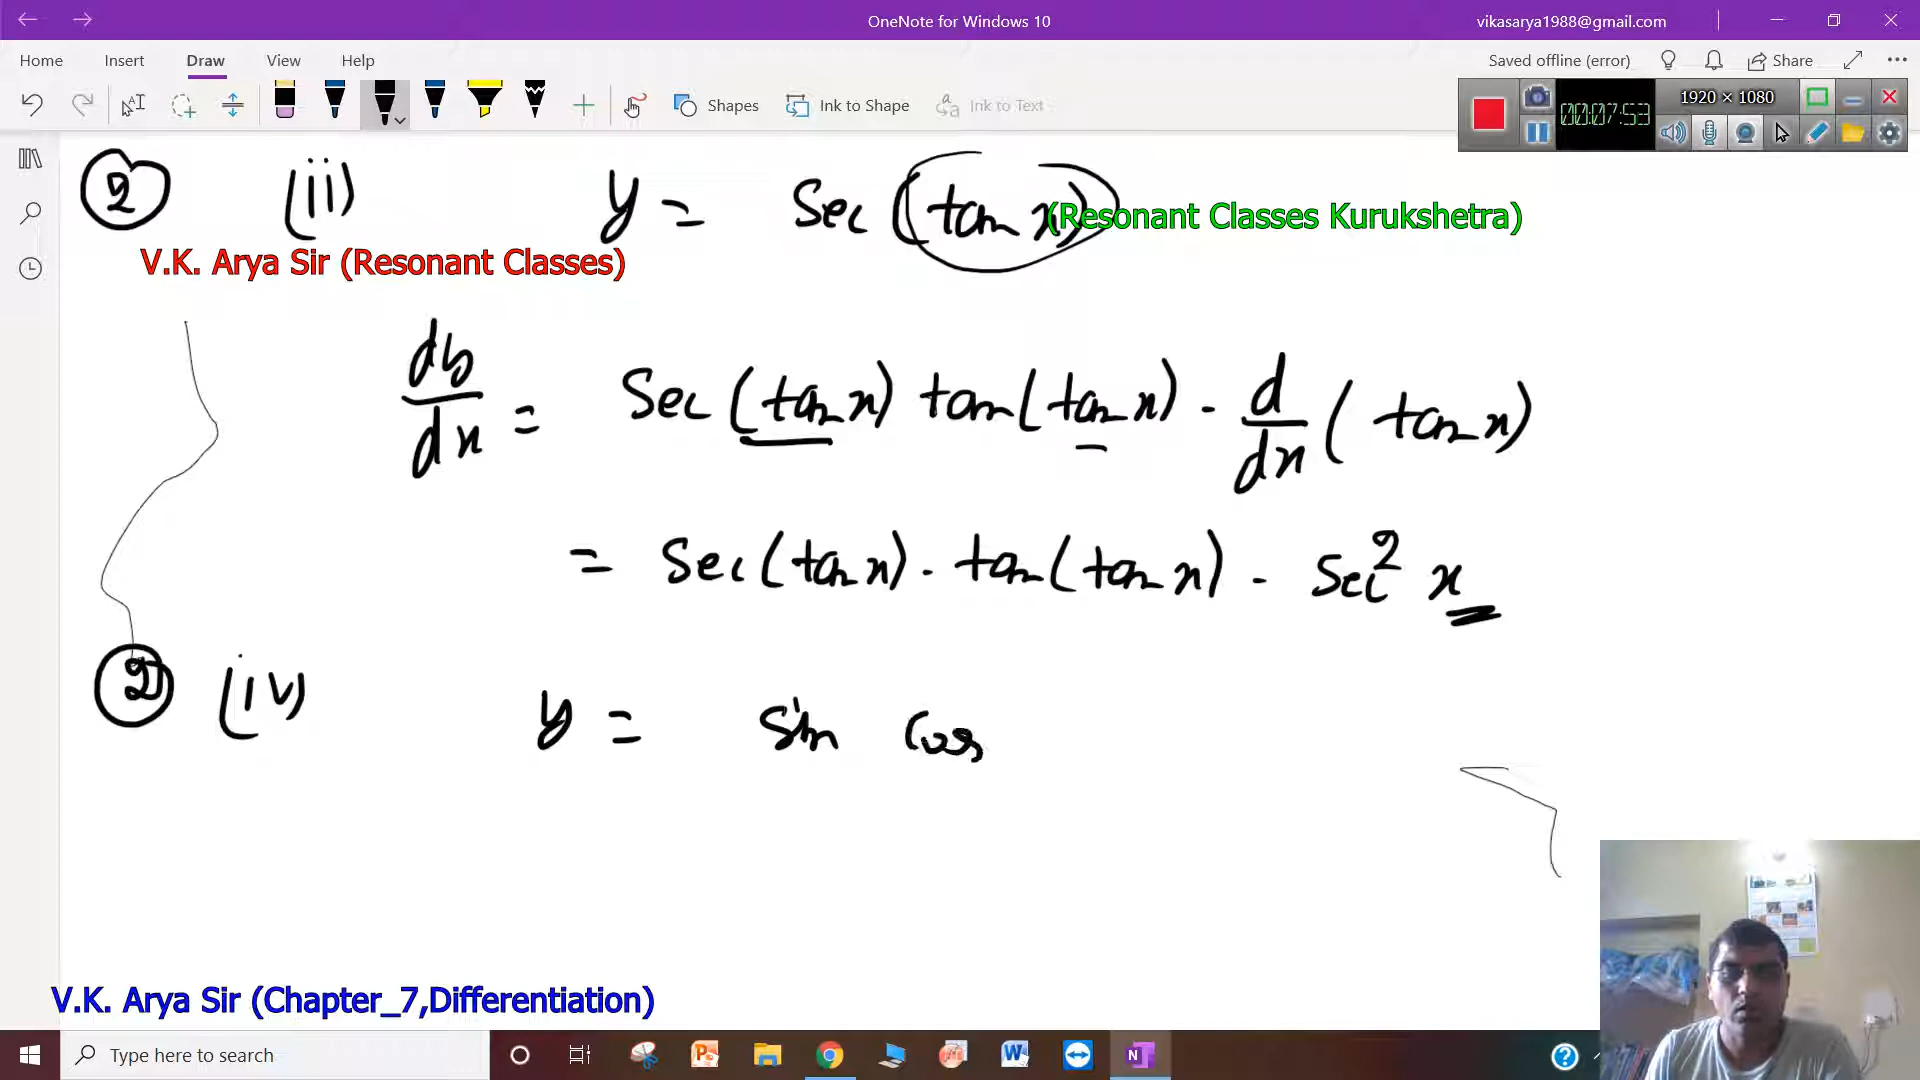 OneNote for Windows 10
vikasarya1988@gmail.com
Home Insert Draw View Help
Saved offline (error) Share
Shapes Ink to Shape Ink to Text
1920 × 1080
00:07:53
2 (ii) y = Sec (tan x)
(Resonant Classes Kurukshetra)
V.K. Arya Sir (Resonant Classes)
dy/dx = Sec (tan x) tan (tan x) . d/dx (tan x)
= Sec (tan x) . tan (tan x) . Sec² x
2 (iv) y = Sin Cos
V.K. Arya Sir (Chapter_7,Differentiation)
Type here to search